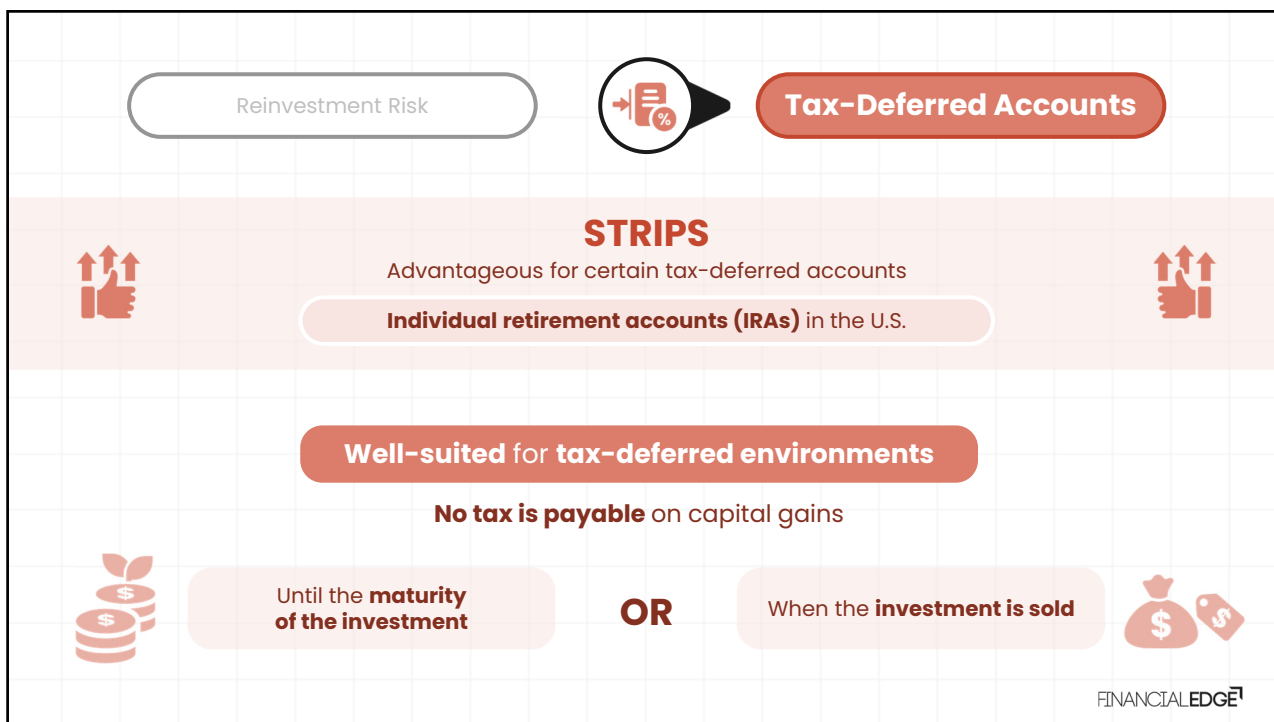 Reinvestment Risk
%
Tax-Deferred Accounts
STRIPS
Advantageous for certain tax-deferred accounts
Individual retirement accounts (IRAs) in the U.S.
Well-suited for tax-deferred environments
No tax is payable on capital gains
$
$
Until the maturity
of the investment
OR
When the investment is sold
$
$
FINANCIALEDGE